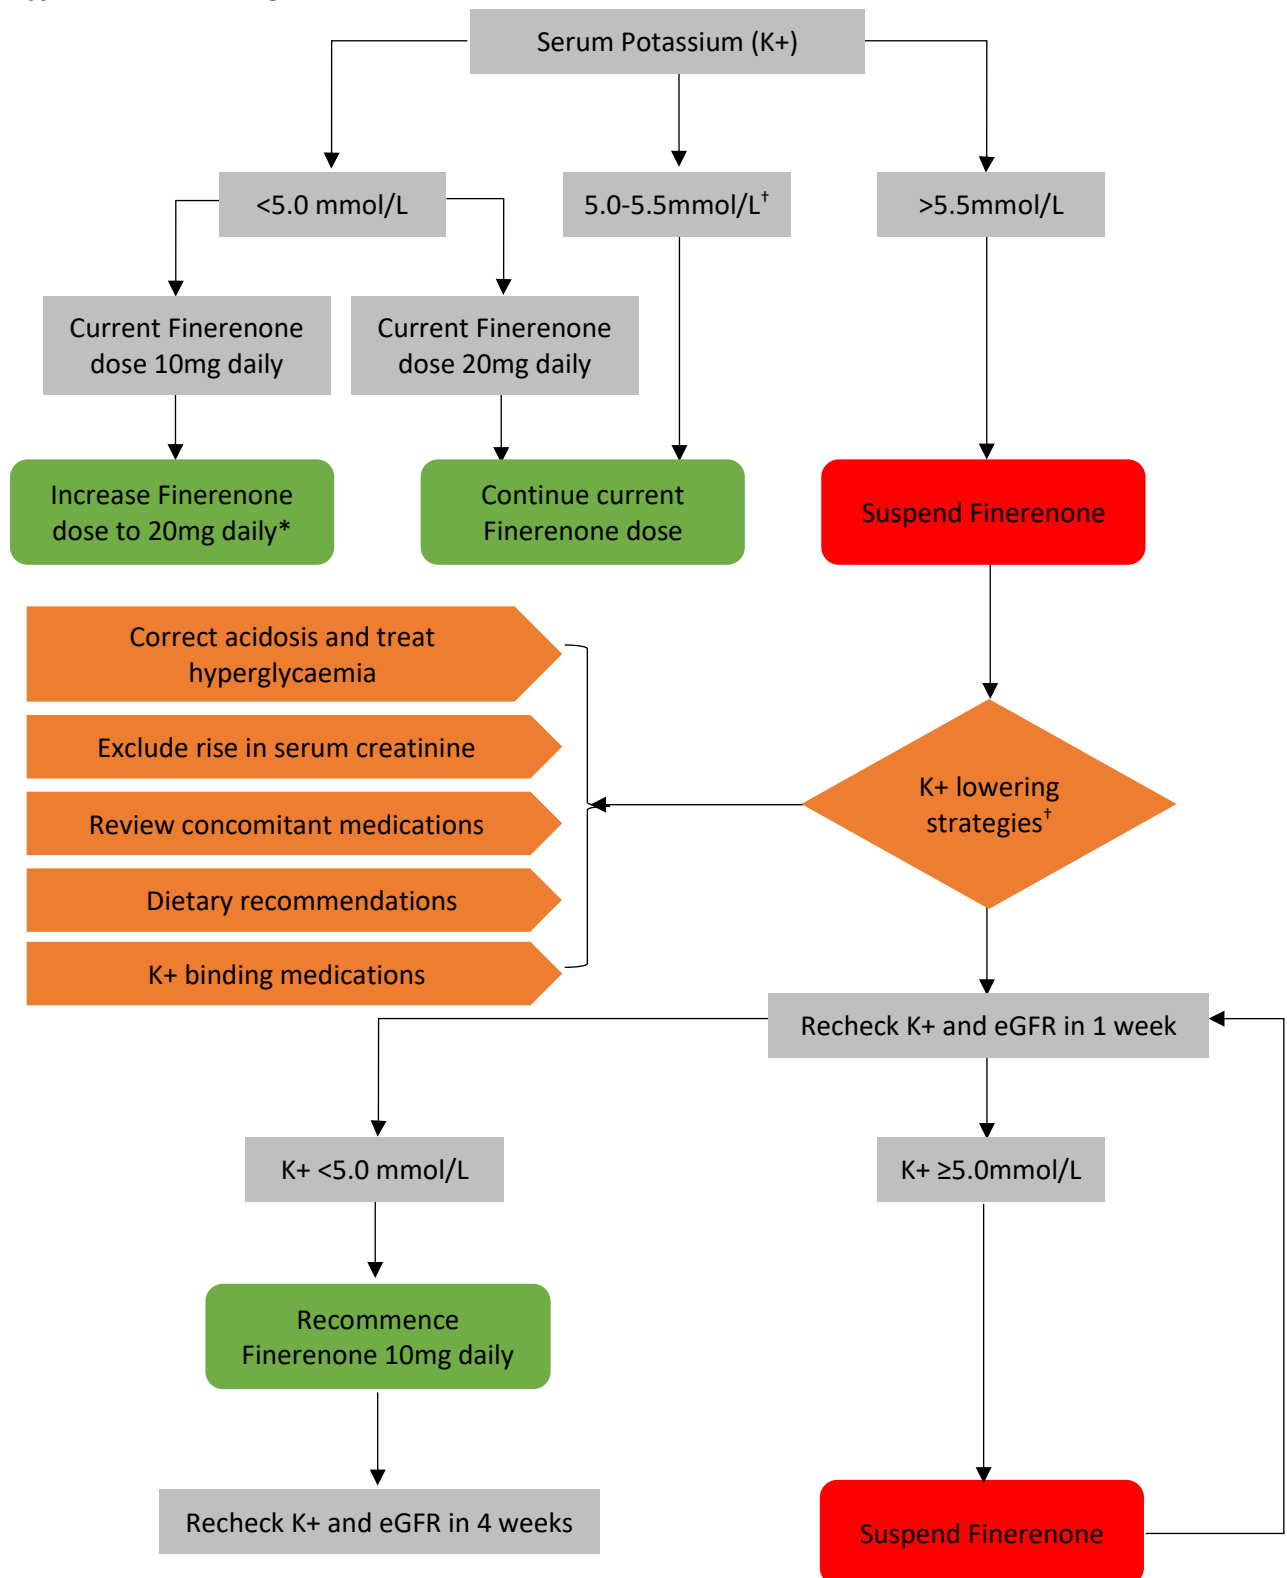 Serum Potassium (K+)
<5.0 mmol/L
5.0-5.5mmol/L†
>5.5mmol/L
Current Finerenone
dose 10mg daily
Current Finerenone
dose 20mg daily
Increase Finerenone
dose to 20mg daily*
Continue current
Finerenone dose
Suspend Finerenone
Correct acidosis and treat
hyperglycaemia
Exclude rise in serum creatinine
Review concomitant medications
Dietary recommendations
K+ binding medications
K+ lowering
strategies†
Recheck K+ and eGFR in 1 week
K+ <5.0 mmol/L
K+ ≥5.0mmol/L
Recommence
Finerenone 10mg daily
Recheck K+ and eGFR in 4 weeks
Suspend Finerenone